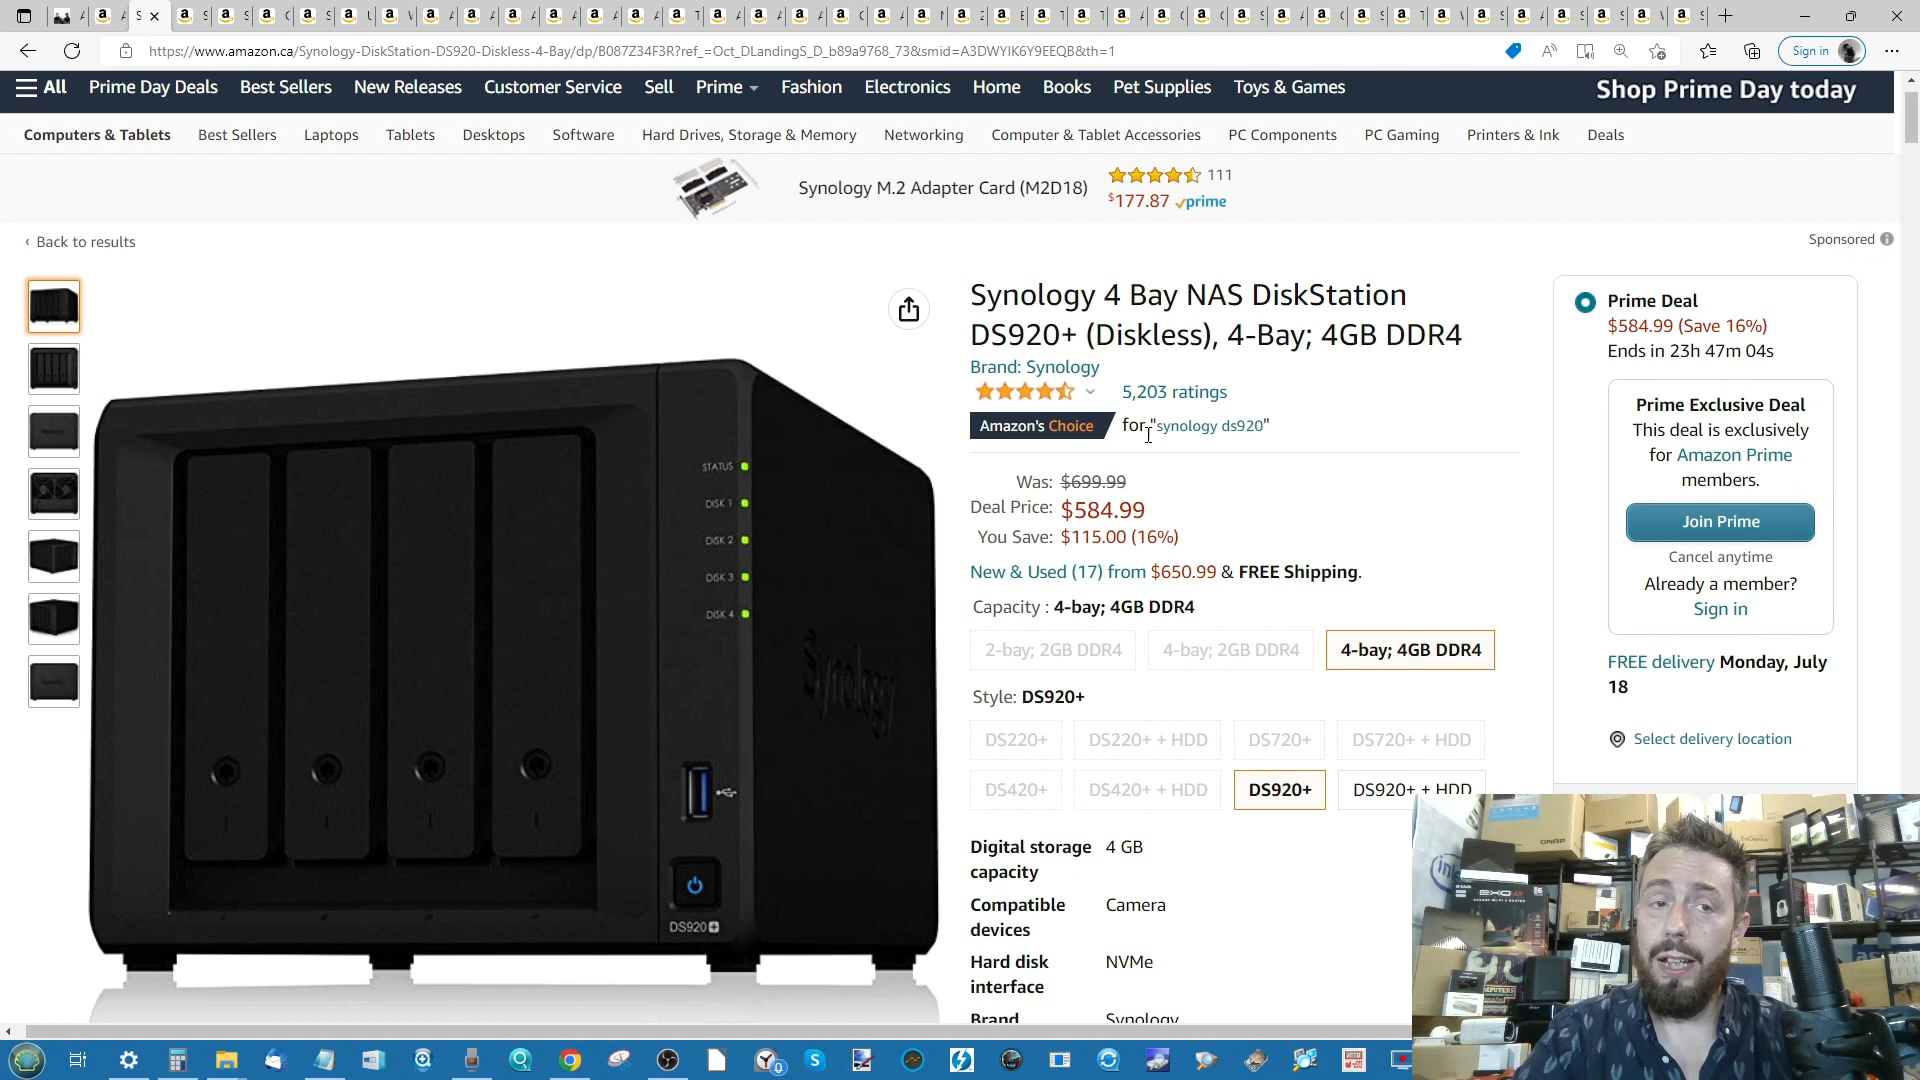 https://www.amazon.ca/Synology-DiskStation-DS920-Diskless-4-Bay/dp/B087Z34F3R?ref_=Oct_DLandingS_D_b89a9768_73&smid=A3DWYIK6Y9EEQB&th=1
Sign in
All Prime Day Deals Best Sellers New Releases Customer Service Sell Prime Fashion Electronics Home Books Pet Supplies Toys & Games Shop Prime Day today
Computers & Tablets Best Sellers Laptops Tablets Desktops Software Hard Drives, Storage & Memory Networking Computer & Tablet Accessories PC Components PC Gaming Printers & Ink Deals
Synology M.2 Adapter Card (M2D18) 111
$177.87 prime
‹ Back to results
Sponsored
Synology 4 Bay NAS DiskStation
DS920+ (Diskless), 4-Bay; 4GB DDR4
Brand: Synology
5,203 ratings
Amazon's Choice for "synology ds920"
Was: $699.99
Deal Price: $584.99
You Save: $115.00 (16%)
New & Used (17) from $650.99 & FREE Shipping.
Capacity : 4-bay; 4GB DDR4
2-bay; 2GB DDR4 4-bay; 2GB DDR4 4-bay; 4GB DDR4
Style: DS920+
DS220+ DS220+ + HDD DS720+ DS720+ + HDD
DS420+ DS420+ + HDD DS920+ DS920+ + HDD
Digital storage capacity 4 GB
Compatible devices Camera
Hard disk interface NVMe
Brand Synology
Prime Deal
$584.99 (Save 16%)
Ends in 23h 47m 04s
Prime Exclusive Deal
This deal is exclusively
for Amazon Prime
members.
Join Prime
Cancel anytime
Already a member?
Sign in
FREE delivery Monday, July
18
Select delivery location
STATUS
DISK 1
DISK 2
DISK 3
DISK 4
Synology
DS920+
intel
QNAP
EXO AX